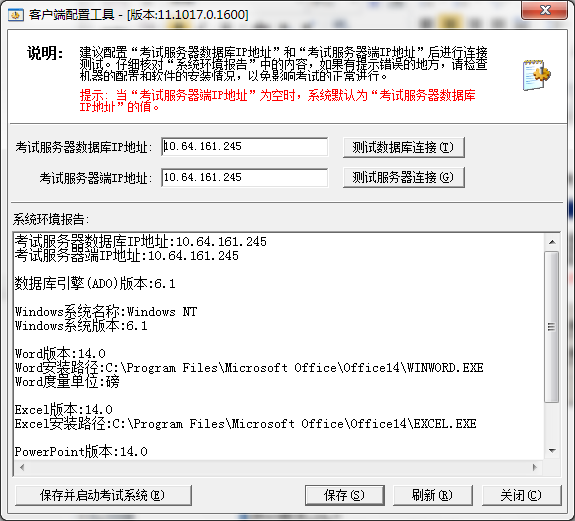 客户端配置工具 - [版本:11.1017.0.1600]
说明:
建议配置“考试服务器数据库IP地址”和“考试服务器端IP地址”后进行连接
测试。仔细核对“系统环境报告”中的内容，如果有提示错误的地方，请检查
机器的配置和软件的安装情况，以免影响考试的正常进行。
提示: 当“考试服务器端IP地址”为空时，系统默认为“考试服务器数据库
IP地址”的值。
考试服务器数据库IP地址: 10.64.161.245 测试数据库连接(T)
考试服务器端IP地址: 10.64.161.245 测试服务器连接(G)
系统环境报告:
考试服务器数据库IP地址:10.64.161.245
考试服务器端IP地址:10.64.161.245
数据库引擎(ADO)版本:6.1
Windows系统名称:Windows NT
Windows系统版本:6.1
Word版本:14.0
Word安装路径:C:\Program Files\Microsoft Office\Office14\WINWORD.EXE
Word度量单位:磅
Excel版本:14.0
Excel安装路径:C:\Program Files\Microsoft Office\Office14\EXCEL.EXE
PowerPoint版本:14.0
保存并启动考试系统(E) 保存(S) 刷新(R) 关闭(C)